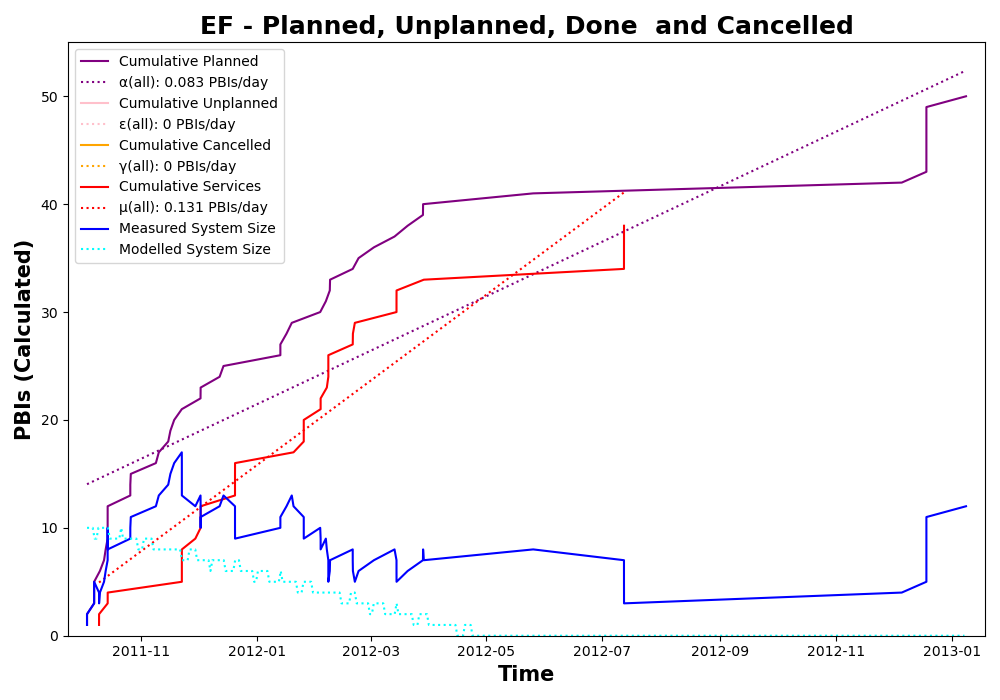 EF - Planned, Unplanned, Done  and Cancelled
Cumulative Planned
α(all): 0.083 PBIs/day
Cumulative Unplanned
ε(all): 0 PBIs/day
Cumulative Cancelled
γ(all): 0 PBIs/day
Cumulative Services
μ(all): 0.131 PBIs/day
Measured System Size
Modelled System Size
PBIs (Calculated)
50
40
30
20
10
0
2011-11
2012-01
2012-03
2012-05
2012-07
2012-09
2012-11
2013-01
Time